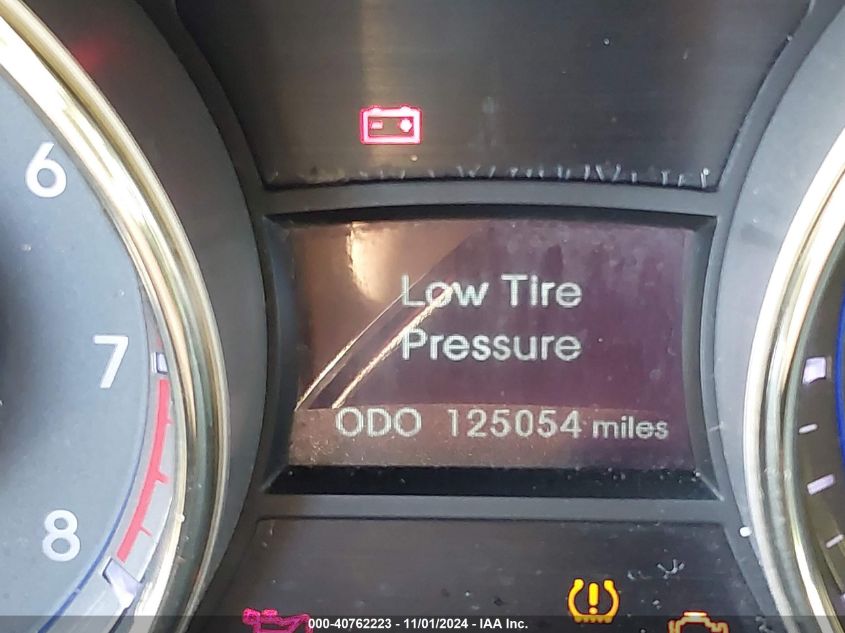 6
7
8
Low Tire
Pressure
ODO 125054 miles
000-40762223 - 11/01/2024 - IAA Inc.